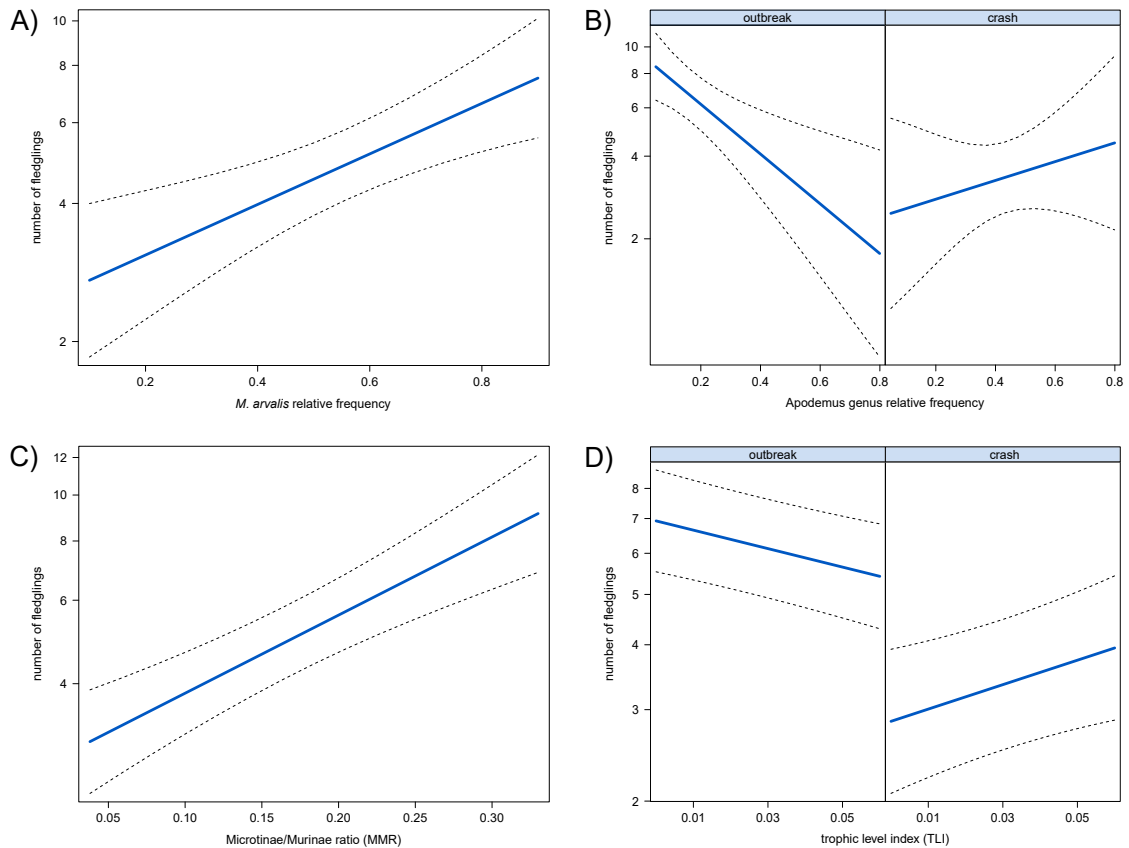 A)
10
8
6
4
2
number of fledglings
0.2 0.4 0.6 0.8
M. arvalis relative frequency
B)
outbreak crash
10
8
6
4
2
number of fledglings
0.2 0.4 0.6 0.8 0.2 0.4 0.6 0.8
Apodemus genus relative frequency
C)
12
10
8
6
4
number of fledglings
0.05 0.10 0.15 0.20 0.25 0.30
Microtinae/Murinae ratio (MMR)
D)
outbreak crash
8
7
6
5
4
3
2
number of fledglings
0.01 0.03 0.05 0.01 0.03 0.05
trophic level index (TLI)